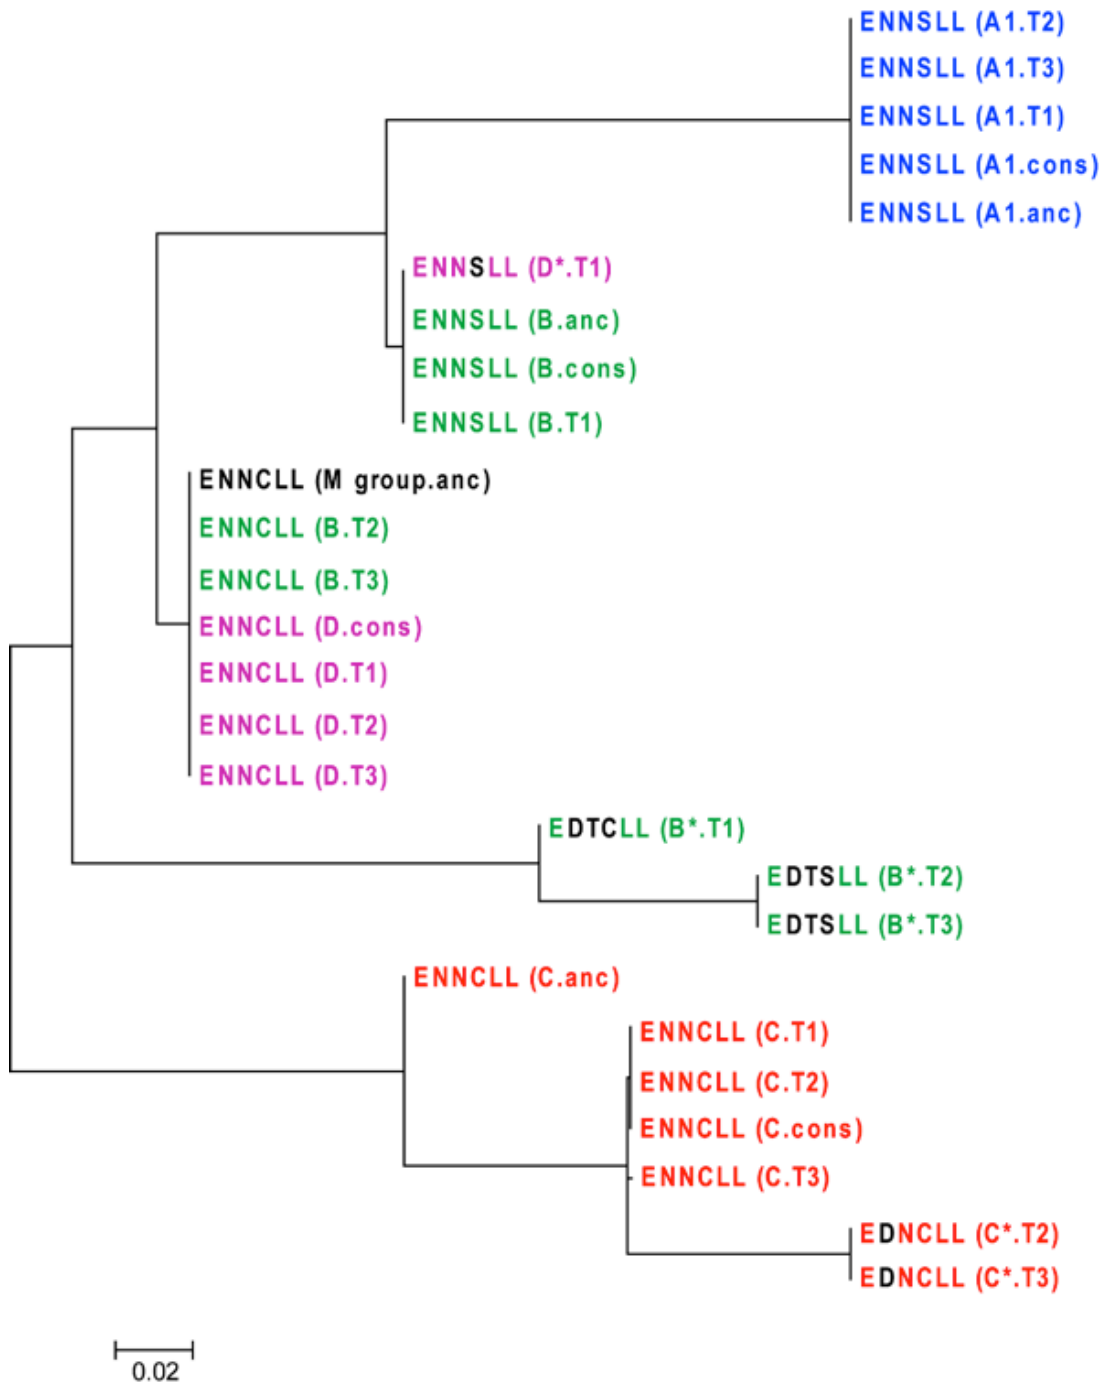 ENNSLL (A1.T2)
ENNSLL (A1.T3)
ENNSLL (A1.T1)
ENNSLL (A1.cons)
ENNSLL (A1.anc)
ENNSLL (D*.T1)
ENNSLL (B.anc)
ENNSLL (B.cons)
ENNSLL (B.T1)
ENNCLL (M group.anc)
ENNCLL (B.T2)
ENNCLL (B.T3)
ENNCLL (D.cons)
ENNCLL (D.T1)
ENNCLL (D.T2)
ENNCLL (D.T3)
EDTCLL (B*.T1)
EDTSLL (B*.T2)
EDTSLL (B*.T3)
ENNCLL (C.anc)
ENNCLL (C.T1)
ENNCLL (C.T2)
ENNCLL (C.cons)
ENNCLL (C.T3)
EDNCLL (C*.T2)
EDNCLL (C*.T3)
0.02